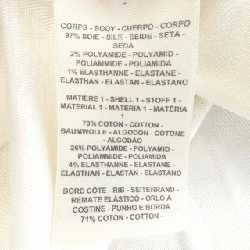 CORPS - BODY - CUERPO - CORPO
97% SOIE - SILK - SEIDE - SETA -
SEDA
2% POLYAMIDE - POLYAMID -
POLIAMMIDE - POLIAMIDA
1% ELASTHANNE - ELASTANE -
ELASTHAN - ELASTAN - ELASTANO
MATIERE 1 - SHELL 1 - STOFF 1 -
MATERIAL 1 - MATERIA 1 - MATÉRIA
1
70% COTON - COTTON -
BAUMWOLLE - ALGODÓN - COTONE -
ALGODÃO
26% POLYAMIDE - POLYAMID -
POLIAMMIDE - POLIAMIDA
4% ELASTHANNE - ELASTANE -
ELASTHAN - ELASTAN - ELASTANO
BORD COTE - RIB - SEITENRAND -
REMATE ELÁSTICO - ORLO A
COSTINE - PUNHO E BORDA
71% COTON - COTTON -